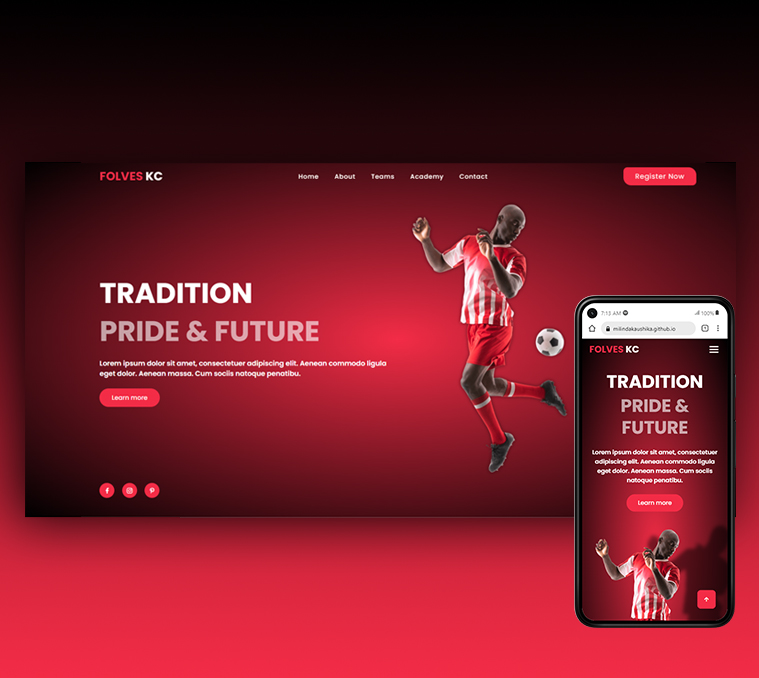 FOLVES KC
Home About Teams Academy Contact
Register Now
TRADITION
PRIDE & FUTURE
Lorem ipsum dolor sit amet, consectetuer adipiscing elit. Aenean commodo ligula
eget dolor. Aenean massa. Cum sociis natoque penatibu.
Learn more
7:13 AM
100%
milindakaushika.github.io
FOLVES KC
TRADITION
PRIDE &
FUTURE
Lorem ipsum dolor sit amet, consectetuer
adipiscing elit. Aenean commodo ligula
eget dolor. Aenean massa. Cum sociis
natoque penatibu.
Learn more